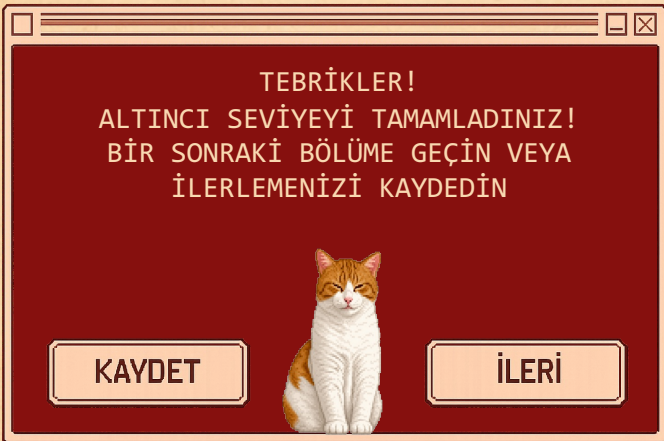 TEBRİKLER!
ALTINCI SEVİYEYİ TAMAMLADINIZ!
BİR SONRAKİ BÖLÜME GEÇİN VEYA
İLERLEMENİZİ KAYDEDİN
KAYDET
İLERİ